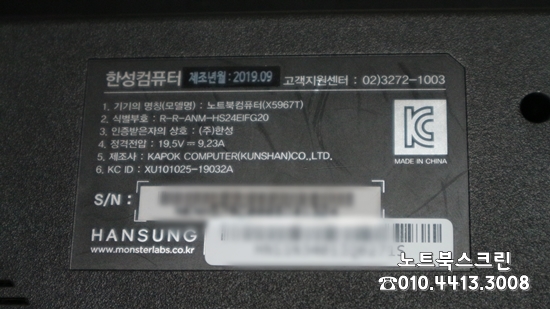 한성컴퓨터 제조년월: 2019.09 고객지원센터 : 02)3272-1003
1. 기기의 명칭(모델명) : 노트북컴퓨터(X5967T)
2. 식별부호 : R-R-ANM-HS24EIFG20
3. 인증받은자의 상호 : (주)한성
4. 정격전압 : 19.5V ⎓ 9.23A
5. 제조사 : KAPOK COMPUTER(KUNSHAN)CO.,LTD.
6. KC ID : XU101025-19032A
MADE IN CHINA
S/N :
HANSUNG
www.monsterlabs.co.kr
노트북스크린
☎010.4413.3008